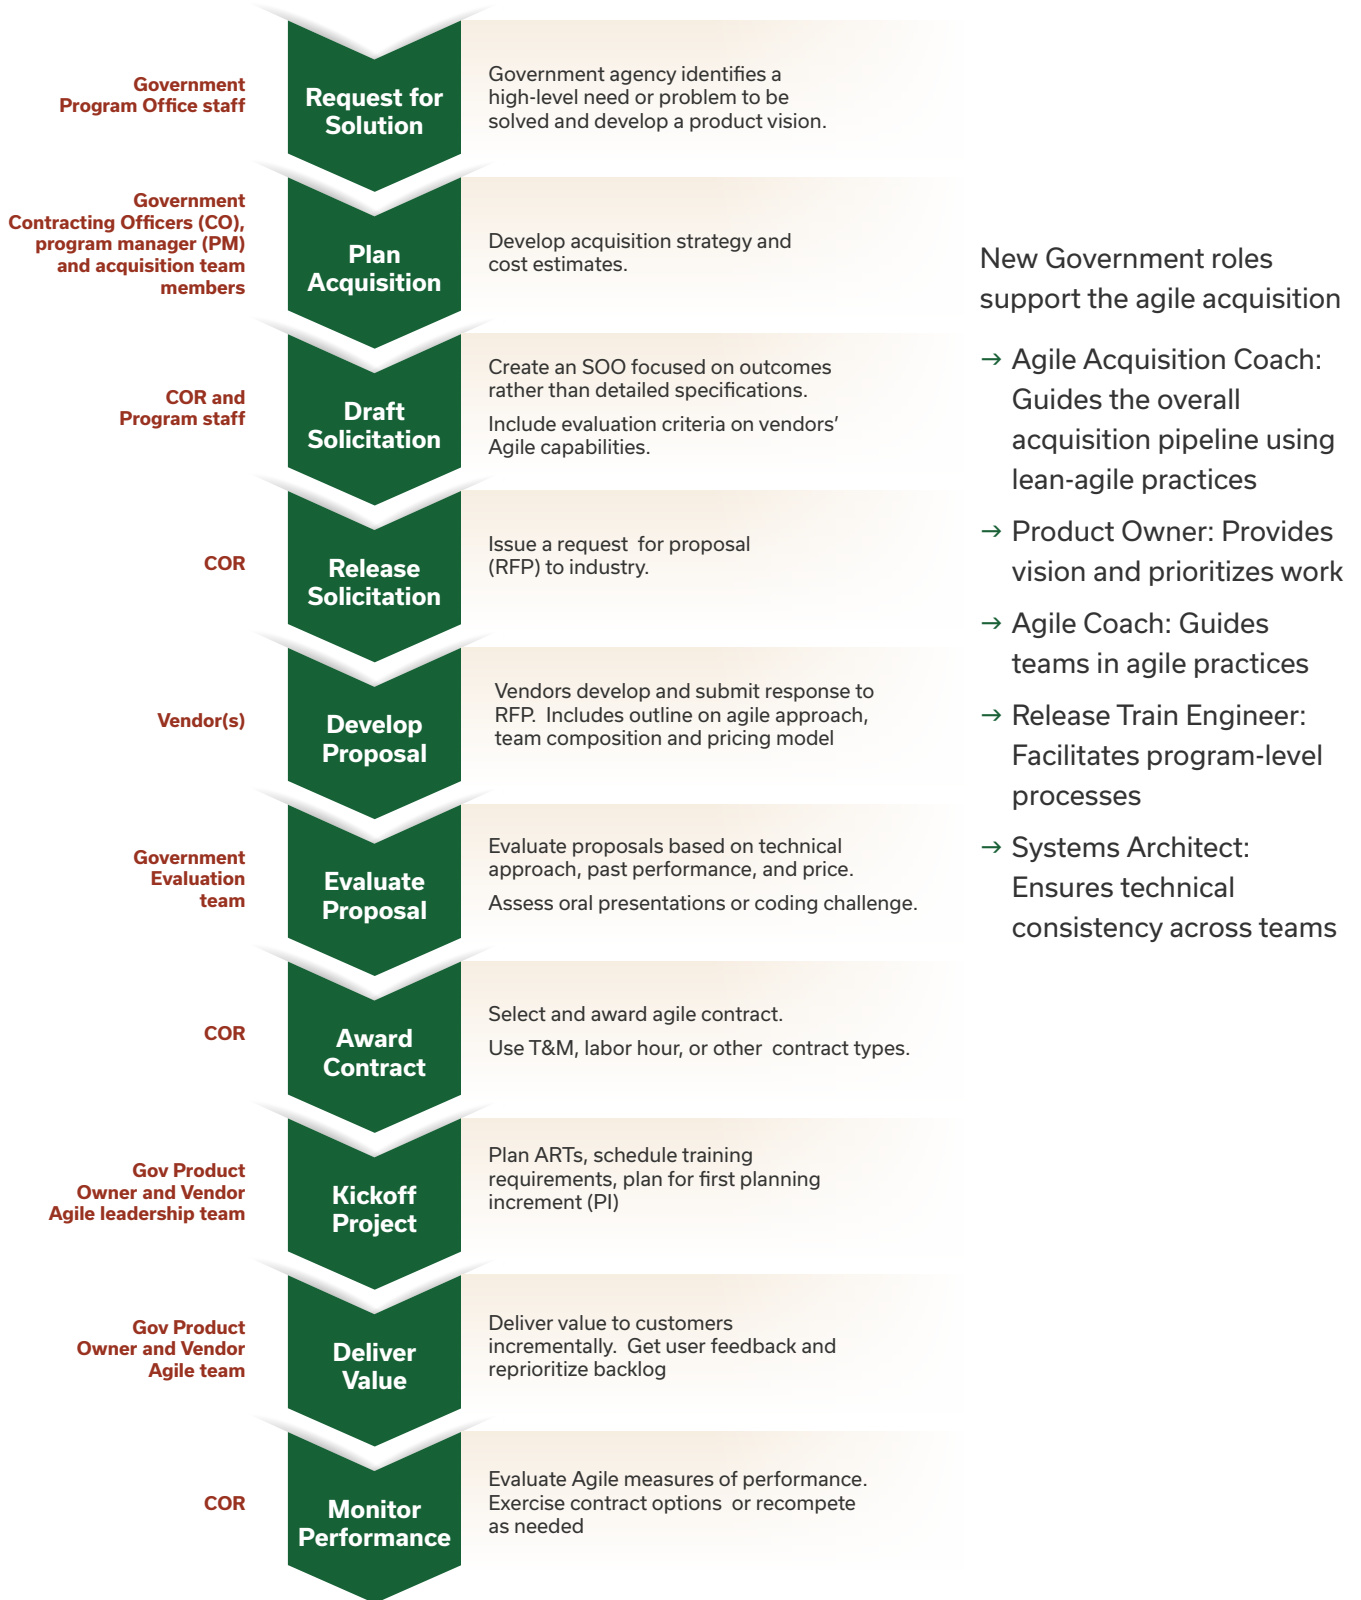 Government
Program Office staff
Request for
Solution
Government agency identifies a
high-level need or problem to be
solved and develop a product vision.
Government
Contracting Officers (CO),
program manager (PM)
and acquisition team
members
Plan
Acquisition
Develop acquisition strategy and
cost estimates.
COR and
Program staff
Draft
Solicitation
Create an SOO focused on outcomes
rather than detailed specifications.
Include evaluation criteria on vendors’
Agile capabilities.
COR
Release
Solicitation
Issue a request  for proposal
(RFP) to industry.
Vendor(s)
Develop
Proposal
Vendors develop and submit response to
RFP.  Includes outline on agile approach,
team composition and pricing model
Government
Evaluation
team
Evaluate
Proposal
Evaluate proposals based on technical
approach, past performance, and price.
Assess oral presentations or coding challenge.
COR
Award
Contract
Select and award agile contract.
Use T&M, labor hour, or other  contract types.
Gov Product
Owner and Vendor
Agile leadership team
Kickoff
Project
Plan ARTs, schedule training
requirements, plan for first planning
increment (PI)
Gov Product
Owner and Vendor
Agile team
Deliver
Value
Deliver value to customers
incrementally.  Get user feedback and
reprioritize backlog
COR
Monitor
Performance
Evaluate Agile measures of performance.
Exercise contract options  or recompete
as needed
New Government roles
support the agile acquisition
→ Agile Acquisition Coach:
Guides the overall
acquisition pipeline using
lean-agile practices
→ Product Owner: Provides
vision and prioritizes work
→ Agile Coach: Guides
teams in agile practices
→ Release Train Engineer:
Facilitates program-level
processes
→ Systems Architect:
Ensures technical
consistency across teams